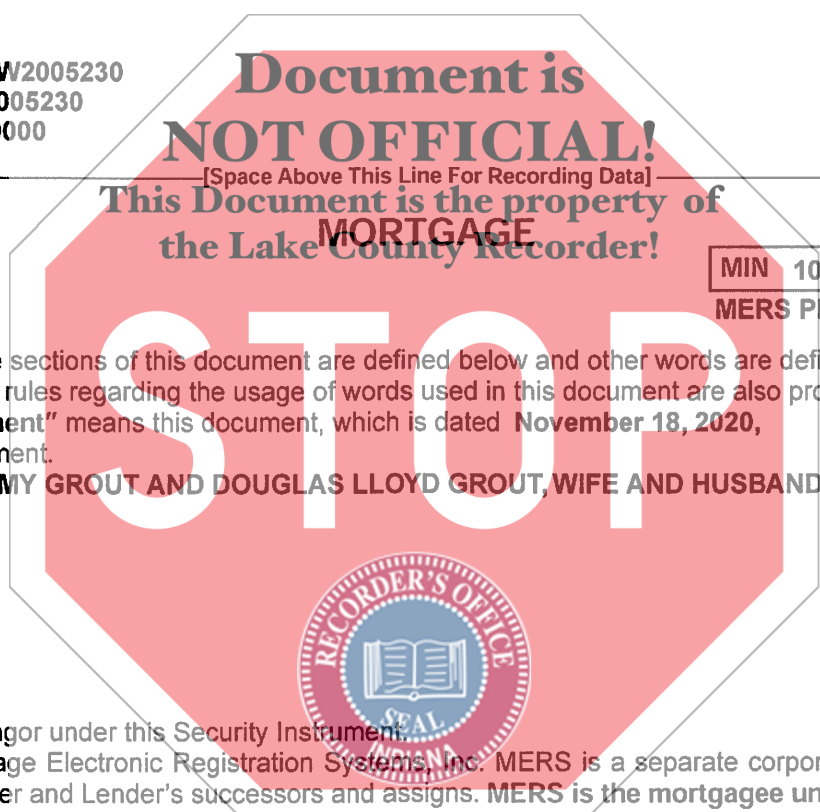 W2005230
005230
0000
Document is
NOT OFFICIAL!
[Space Above This Line For Recording Data]
This Document is the property of
MORTGAGE
the Lake County Recorder!
MIN 10
MERS P
sections of this document are defined below and other words are defi
rules regarding the usage of words used in this document are also pro
ent" means this document, which is dated November 18, 2020,
ment.
MY GROUT AND DOUGLAS LLOYD GROUT, WIFE AND HUSBAND
STOP
RECORDER'S OFFICE
SEAL
INDIANA
gor under this Security Instrument.
age Electronic Registration Systems, Inc. MERS is a separate corpor
er and Lender's successors and assigns. MERS is the mortgagee un